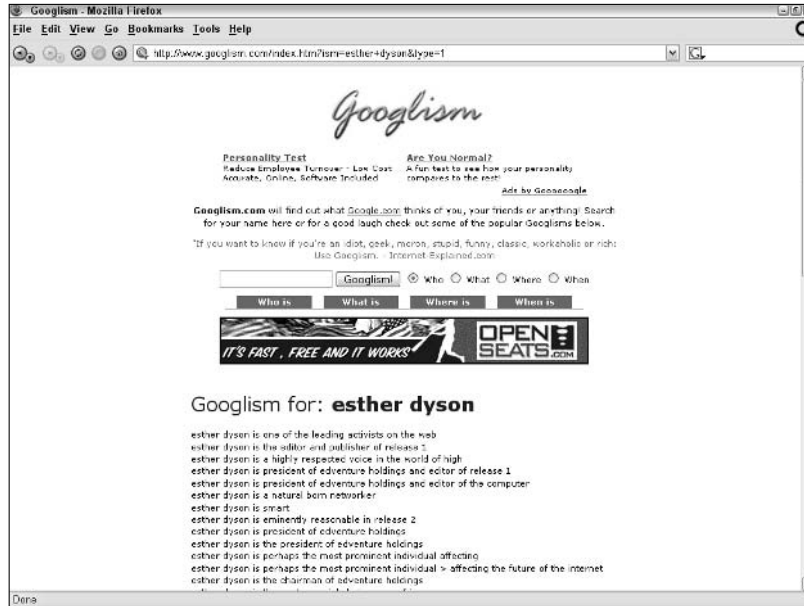 Googlism - Mozilla Firefox
File Edit View Go Bookmarks Tools Help
http://www.googlism.com/index.htm?ism=esther+dyson&type=1
G
Googlism
Personality Test
Reduce Employee Turnover - Low Cost
Accurate, Online, Software Included
Are You Normal?
A fun test to see how your personality
compares to the rest!
Ads by Goooooogle
Googlism.com will find out what Google.com thinks of you, your friends or anything! Search
for your name here or for a good laugh check out some of the popular Googlisms below.
"If you want to know if you're an idiot, geek, moron, stupid, funny, classic, workaholic or rich:
Use Googlism. - Internet-Explained.com
Googlism! Who What Where When
Who is What is Where is When is
IT'S FAST, FREE AND IT WORKS
OPEN
SEATS.COM
Googlism for: esther dyson
esther dyson is one of the leading activists on the web
esther dyson is the editor and publisher of release 1
esther dyson is a highly respected voice in the world of high
esther dyson is president of edventure holdings and editor of release 1
esther dyson is president of edventure holdings and editor of the computer
esther dyson is a natural born networker
esther dyson is smart
esther dyson is eminently reasonable in release 2
esther dyson is president of edventure holdings
esther dyson is the president of edventure holdings
esther dyson is perhaps the most prominent individual affecting
esther dyson is perhaps the most prominent individual > affecting the future of the internet
esther dyson is the chairman of edventure holdings
Done